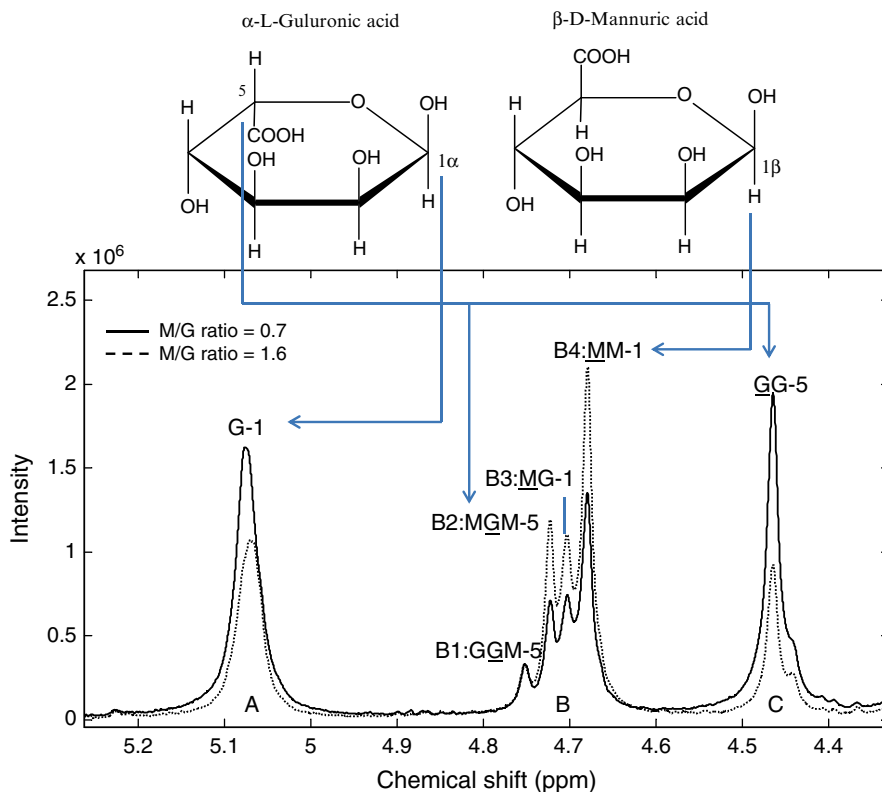 α-L-Guluronic acid
β-D-Mannuric acid
H
5
O
OH
H
COOH
OH
OH
1α
OH
H
H
H
COOH
H
O
OH
H
OH
OH
1β
OH
H
H
H
x 10⁶
2.5
2
1.5
1
0.5
0
Intensity
M/G ratio = 0.7
M/G ratio = 1.6
G-1
B4:MM-1
GG-5
B3:MG-1
B2:MGM-5
B1:GGM-5
A
B
C
5.2
5.1
5
4.9
4.8
4.7
4.6
4.5
4.4
Chemical shift (ppm)